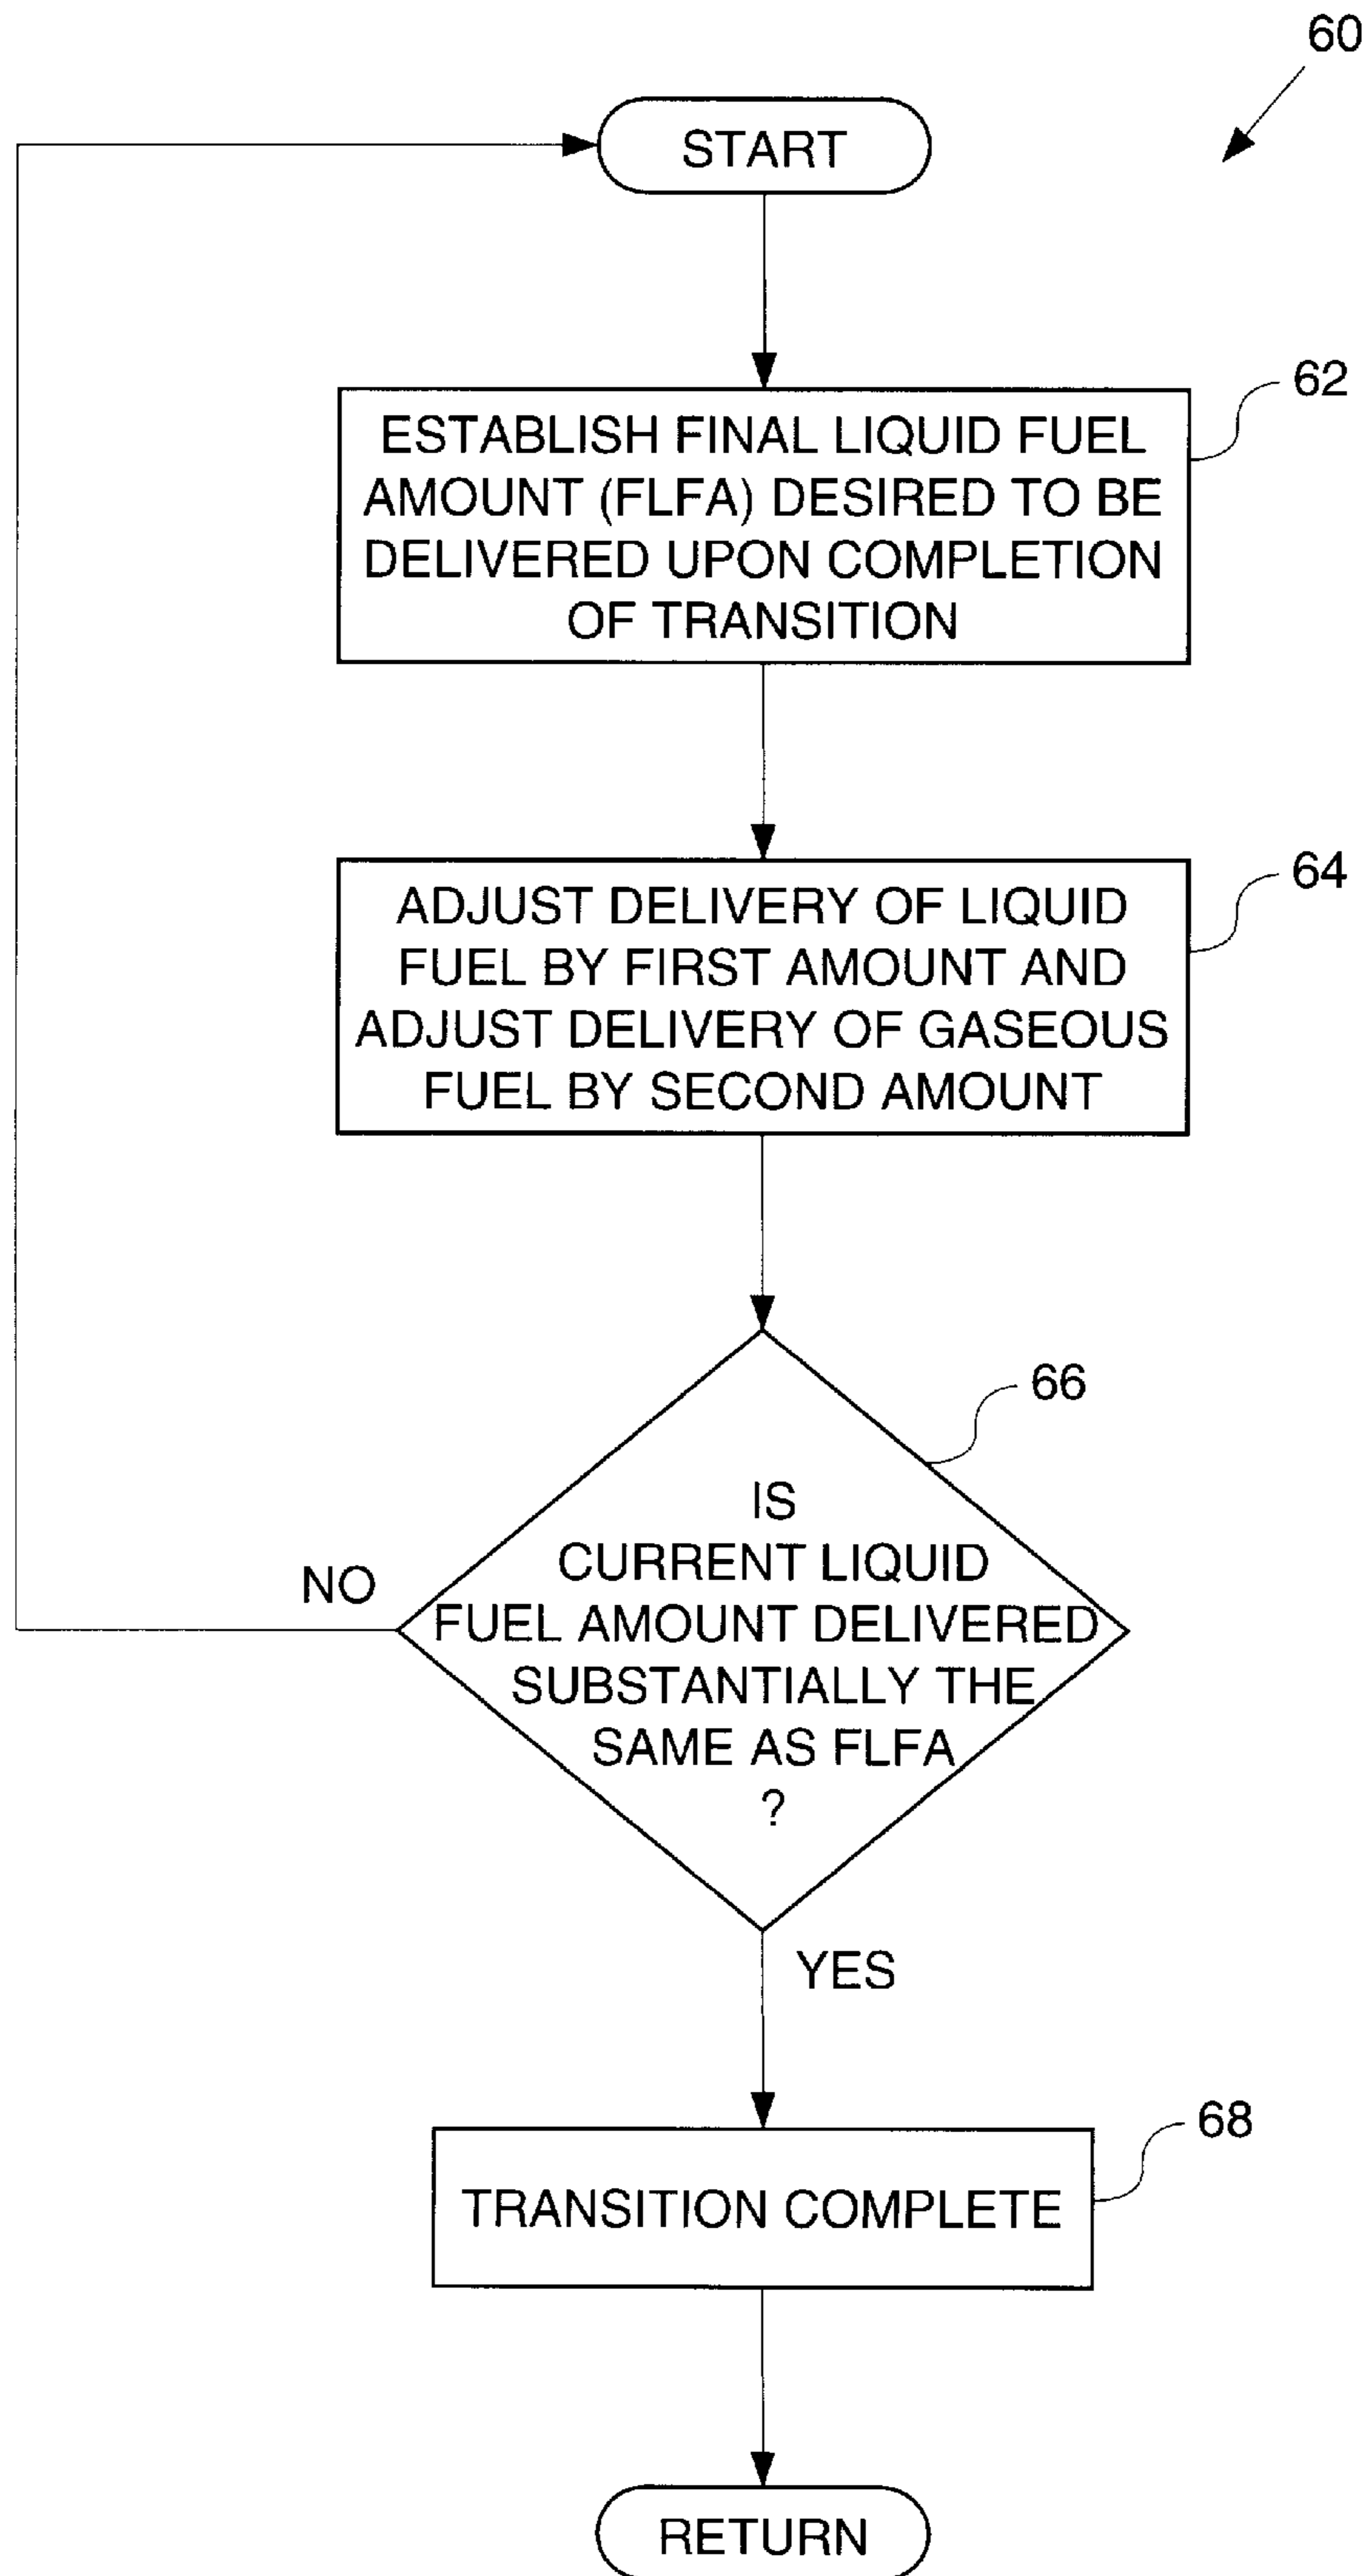 60
START
62
ESTABLISH FINAL LIQUID FUEL
AMOUNT (FLFA) DESIRED TO BE
DELIVERED UPON COMPLETION
OF TRANSITION
64
ADJUST DELIVERY OF LIQUID
FUEL BY FIRST AMOUNT AND
ADJUST DELIVERY OF GASEOUS
FUEL BY SECOND AMOUNT
66
IS
CURRENT LIQUID
FUEL AMOUNT DELIVERED
SUBSTANTIALLY THE
SAME AS FLFA
?
NO
YES
68
TRANSITION COMPLETE
RETURN